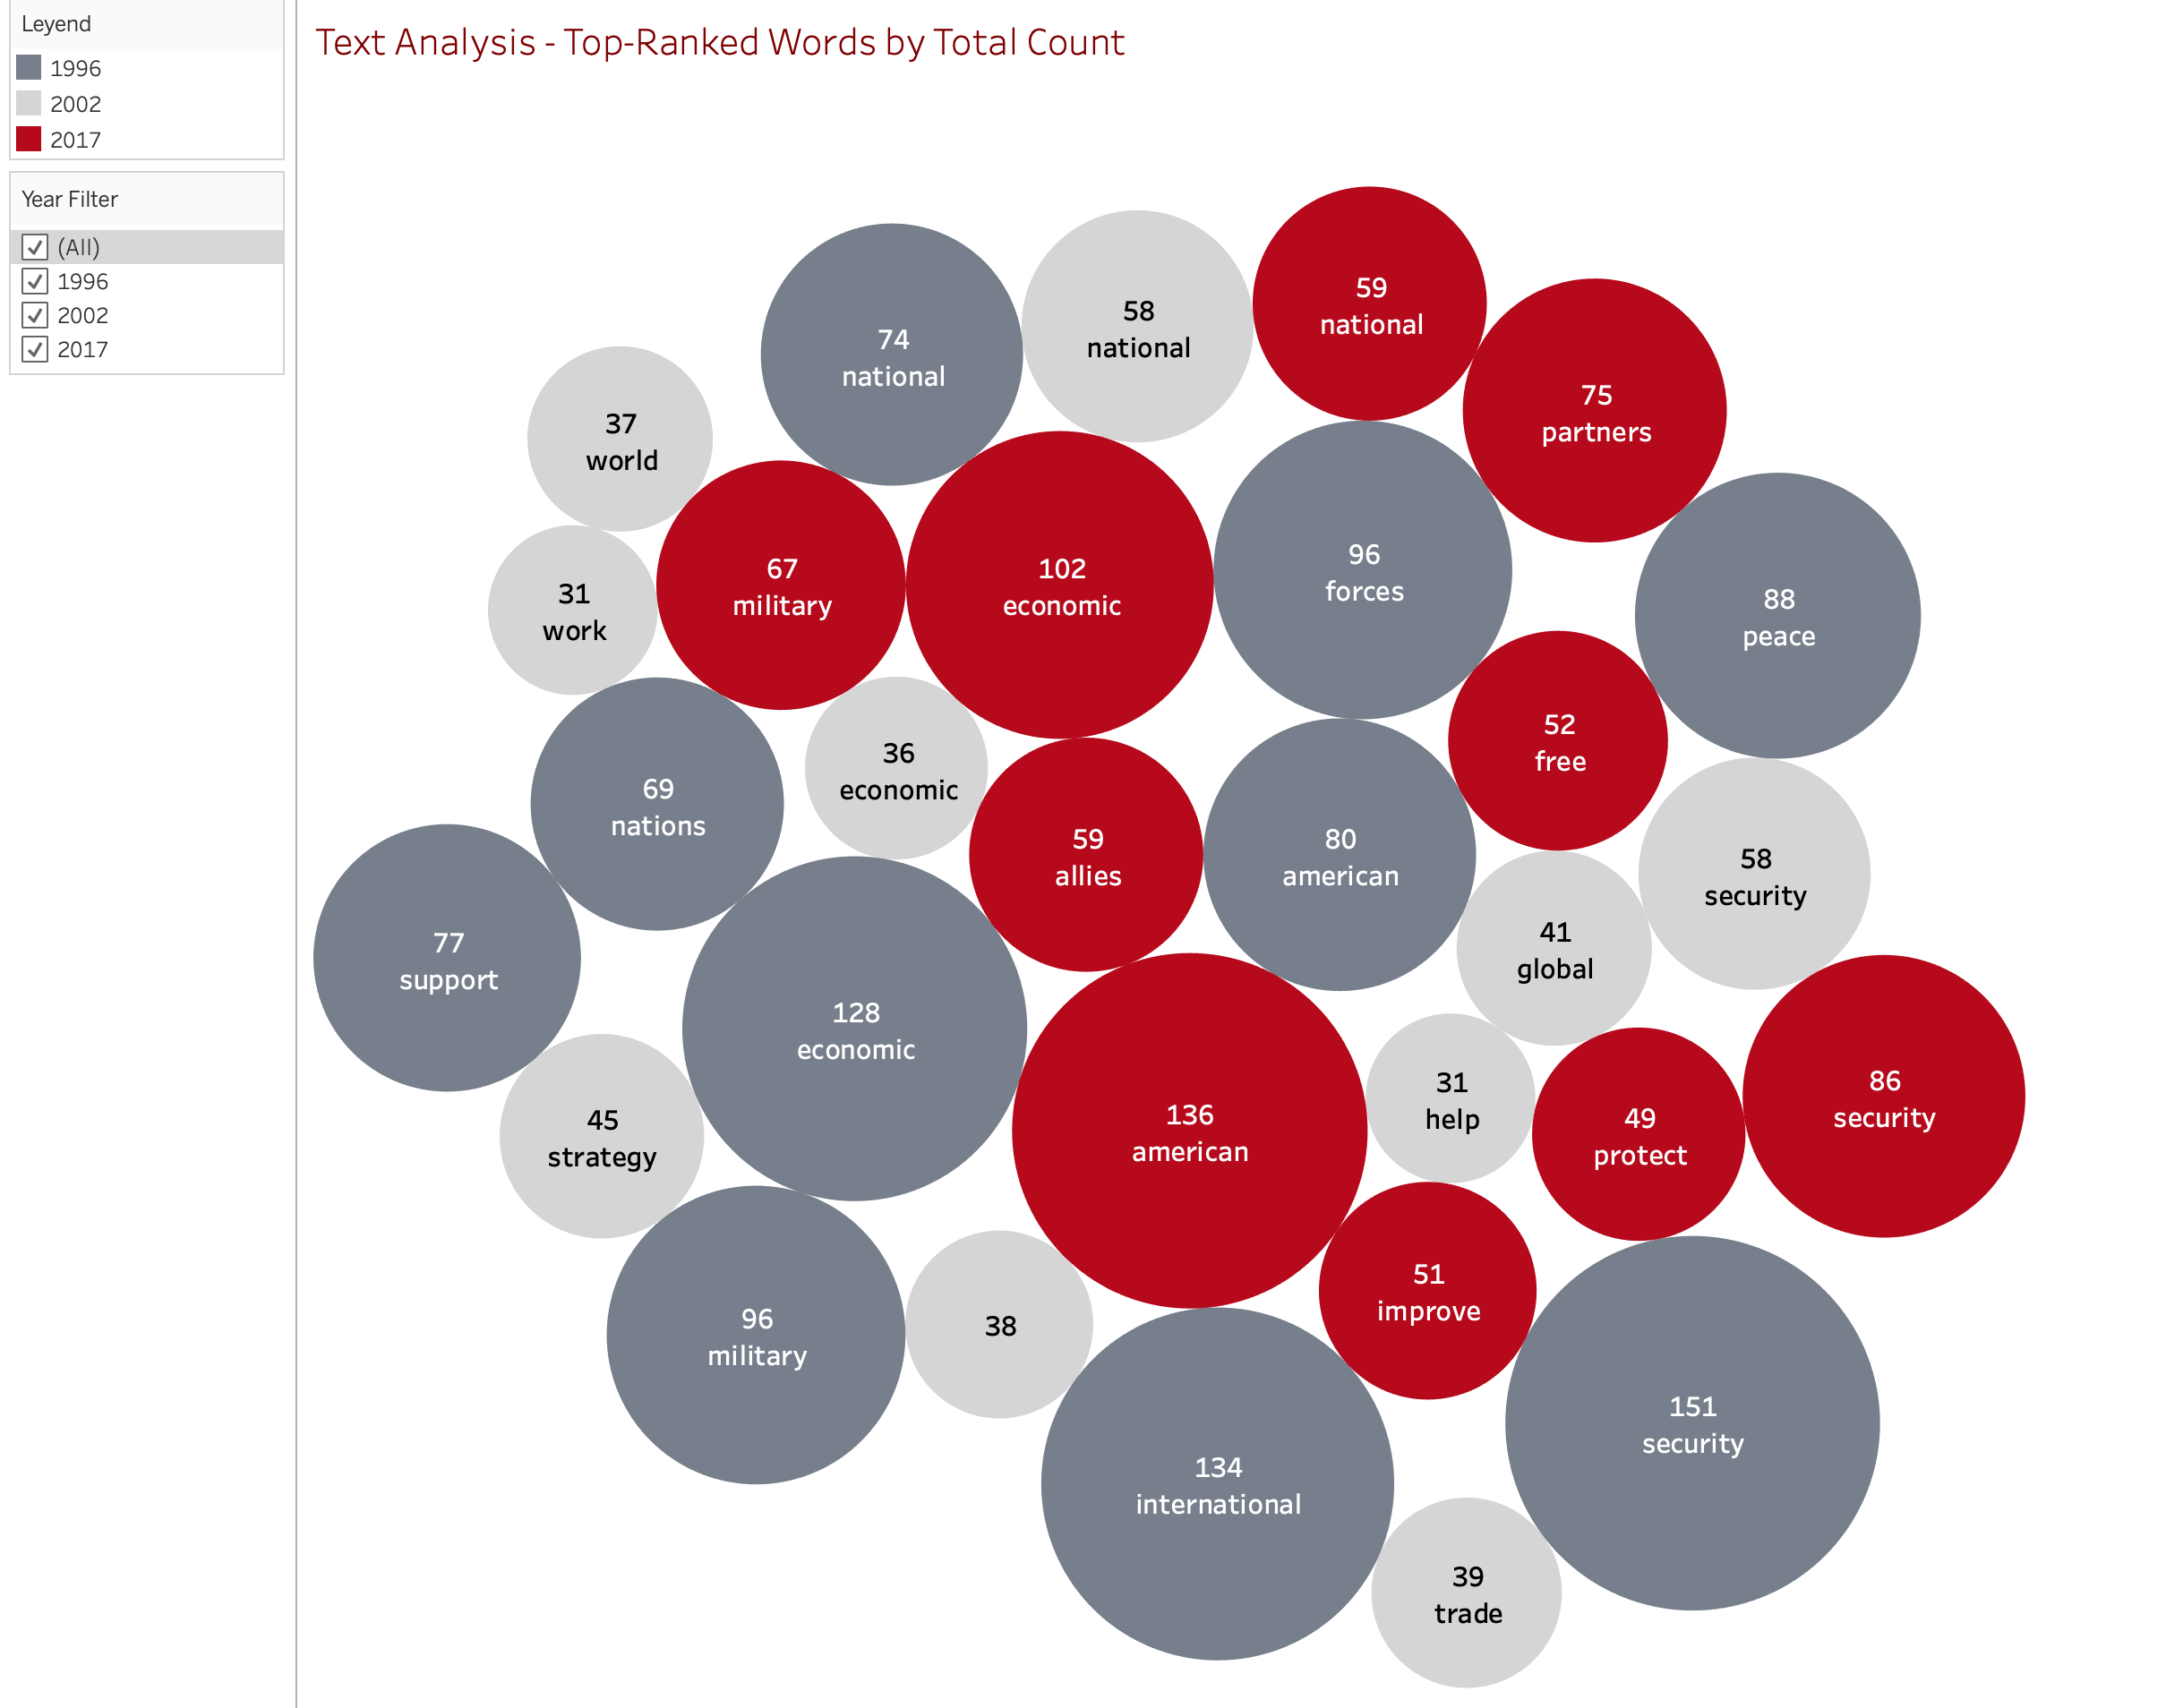 Leyend
1996
2002
2017
Year Filter
(All)
1996
2002
2017
Text Analysis - Top-Ranked Words by Total Count
59
national
58
national
74
national
75
partners
37
world
96
forces
67
military
102
economic
31
work
88
peace
52
free
36
economic
69
nations
59
allies
80
american
58
security
41
global
77
support
128
economic
31
help
86
security
136
american
49
protect
45
strategy
51
improve
96
military
38
151
security
134
international
39
trade